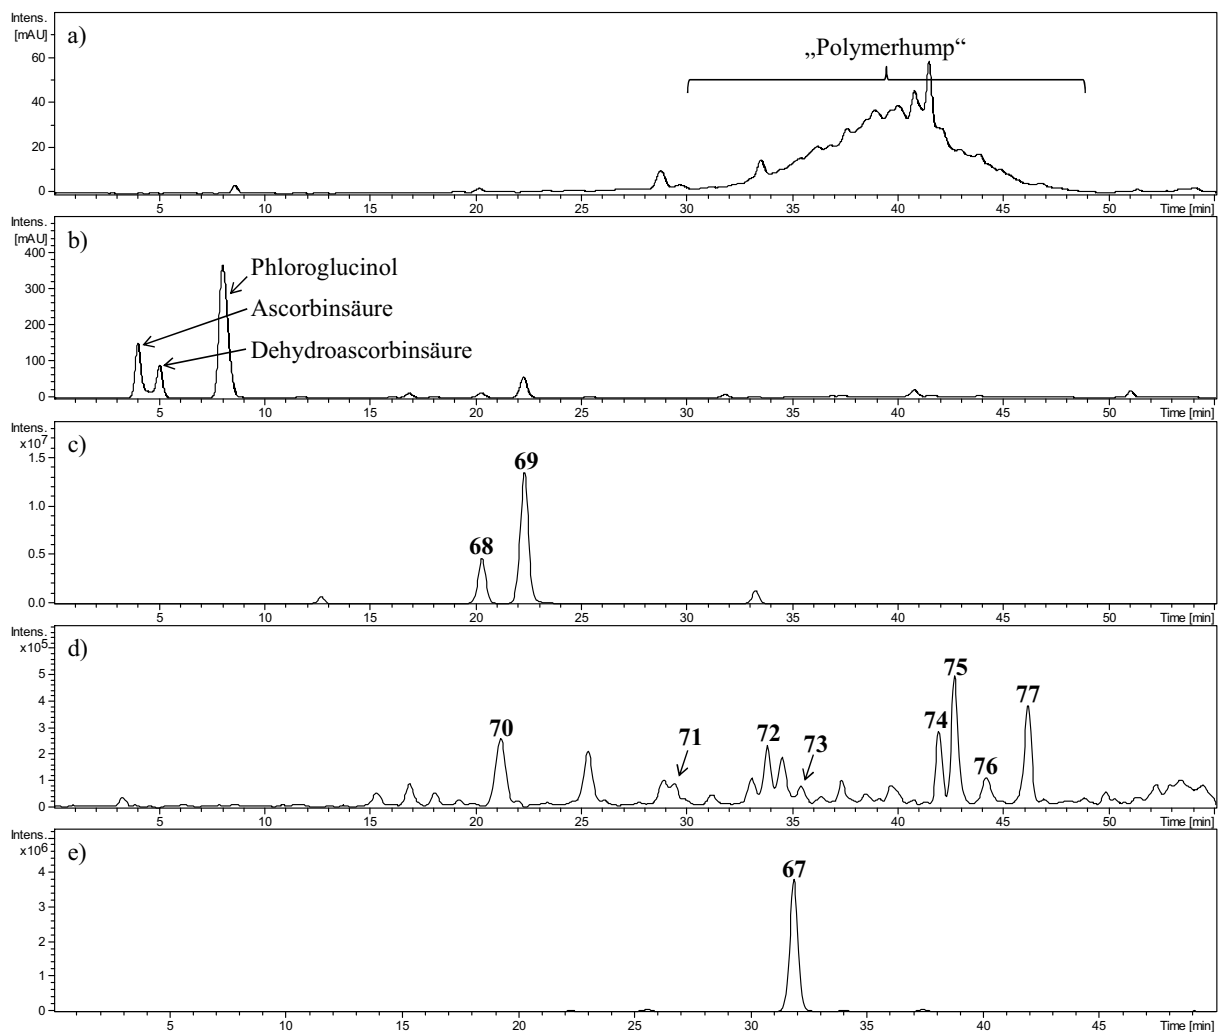 Intens.
[mAU]
a)
„Polymerhump“
60
40
20
0
5 10 15 20 25 30 35 40 45 50 Time [min]
Intens.
[mAU]
b)
400
300
200
100
0
Phloroglucinol
Ascorbinsäure
Dehydroascorbinsäure
5 10 15 20 25 30 35 40 45 50 Time [min]
Intens.
x10⁷
c)
1.5
1.0
0.5
0.0
69
68
5 10 15 20 25 30 35 40 45 50 Time [min]
Intens.
x10⁵
d)
5
4
3
2
1
0
70
71
72
73
74
75
76
77
5 10 15 20 25 30 35 40 45 50 Time [min]
Intens.
x10⁶
e)
4
3
2
1
0
67
5 10 15 20 25 30 35 40 45 Time [min]